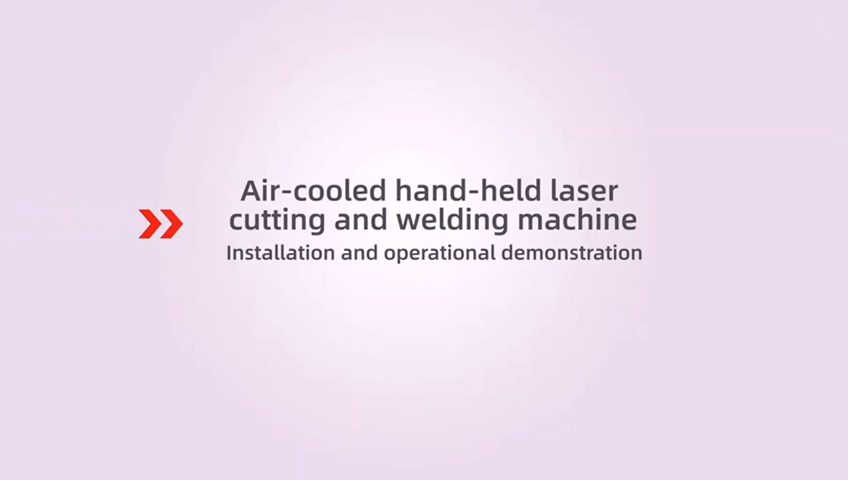 Air-cooled hand-held laser
cutting and welding machine
Installation and operational demonstration